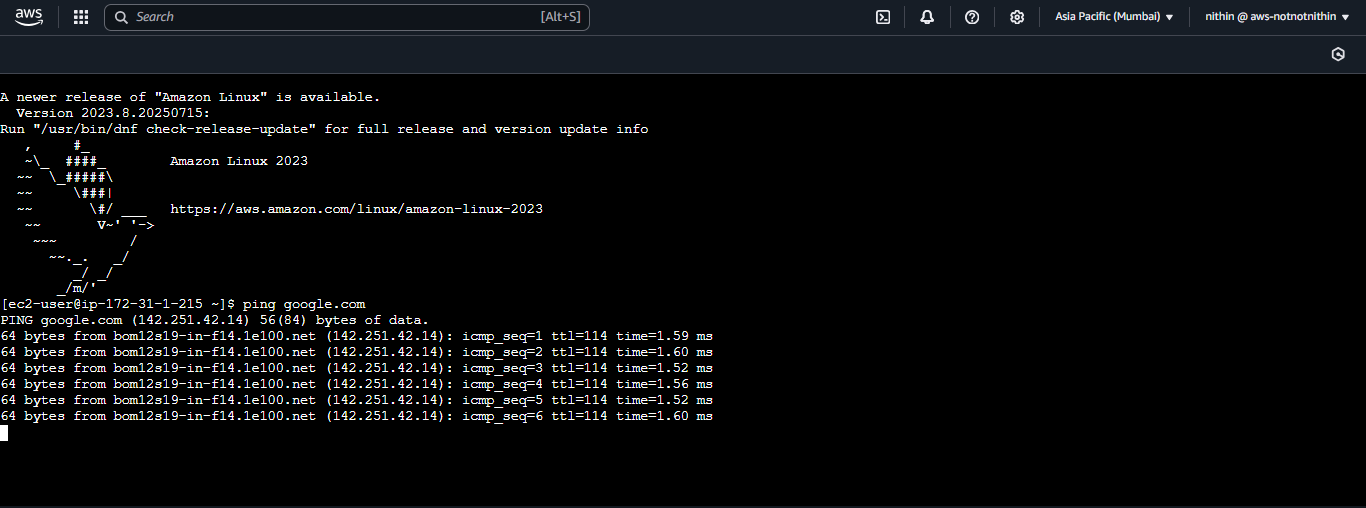 aws Search [Alt+S] Asia Pacific (Mumbai) nithin @ aws-notnotnithin
A newer release of "Amazon Linux" is available.
  Version 2023.8.20250715:
Run "/usr/bin/dnf check-release-update" for full release and version update info
   ,     #_
   ~\_  ####_        Amazon Linux 2023
  ~~  \_#####\
  ~~     \###|
  ~~       \#/ ___   https://aws.amazon.com/linux/amazon-linux-2023
   ~~       V~' '->
    ~~~         /
      ~~._.   _/
         _/ _/
       _/m/'
[ec2-user@ip-172-31-1-215 ~]$ ping google.com
PING google.com (142.251.42.14) 56(84) bytes of data.
64 bytes from bom12s19-in-f14.1e100.net (142.251.42.14): icmp_seq=1 ttl=114 time=1.59 ms
64 bytes from bom12s19-in-f14.1e100.net (142.251.42.14): icmp_seq=2 ttl=114 time=1.60 ms
64 bytes from bom12s19-in-f14.1e100.net (142.251.42.14): icmp_seq=3 ttl=114 time=1.52 ms
64 bytes from bom12s19-in-f14.1e100.net (142.251.42.14): icmp_seq=4 ttl=114 time=1.56 ms
64 bytes from bom12s19-in-f14.1e100.net (142.251.42.14): icmp_seq=5 ttl=114 time=1.52 ms
64 bytes from bom12s19-in-f14.1e100.net (142.251.42.14): icmp_seq=6 ttl=114 time=1.60 ms